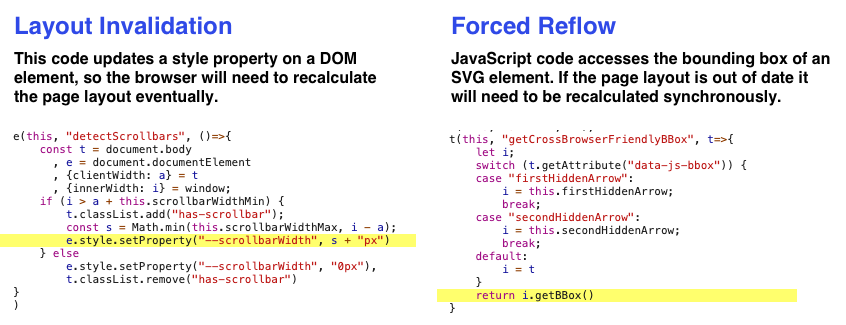 Layout Invalidation
This code updates a style property on a DOM
element, so the browser will need to recalculate
the page layout eventually.
e(this, "detectScrollbars", ()=>{
    const t = document.body
      , e = document.documentElement
      , {clientWidth: a} = t
      , {innerWidth: i} = window;
    if (i > a + this.scrollbarWidthMin) {
        t.classList.add("has-scrollbar");
        const s = Math.min(this.scrollbarWidthMax, i - a);
        e.style.setProperty("--scrollbarWidth", s + "px")
    } else
        e.style.setProperty("--scrollbarWidth", "0px"),
        t.classList.remove("has-scrollbar")
}
)
Forced Reflow
JavaScript code accesses the bounding box of an
SVG element. If the page layout is out of date it
will need to be recalculated synchronously.
t(this, "getCrossBrowserFriendlyBBox", t=>{
    let i;
    switch (t.getAttribute("data-js-bbox")) {
    case "firstHiddenArrow":
        i = this.firstHiddenArrow;
        break;
    case "secondHiddenArrow":
        i = this.secondHiddenArrow;
        break;
    default:
        i = t
    }
    return i.getBBox()
}